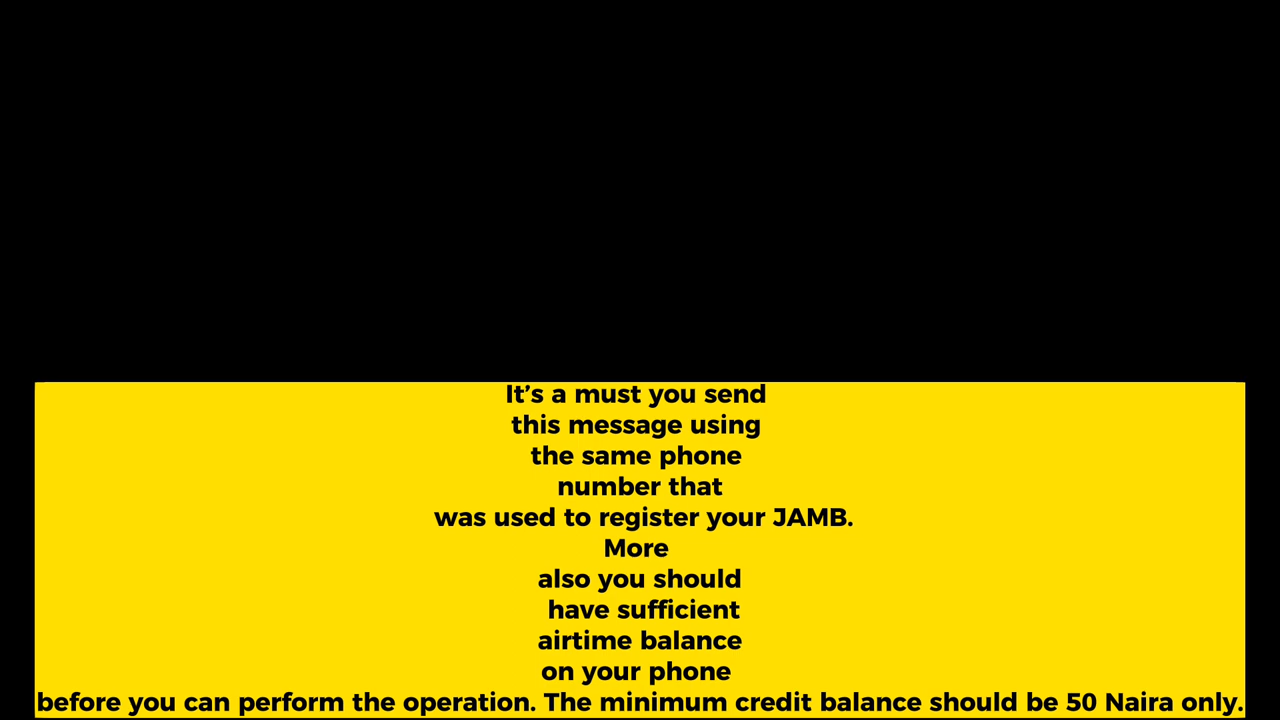 It’s a must you send
this message using
the same phone
number that
was used to register your JAMB.
More
also you should
have sufficient
airtime balance
on your phone
before you can perform the operation. The minimum credit balance should be 50 Naira only.